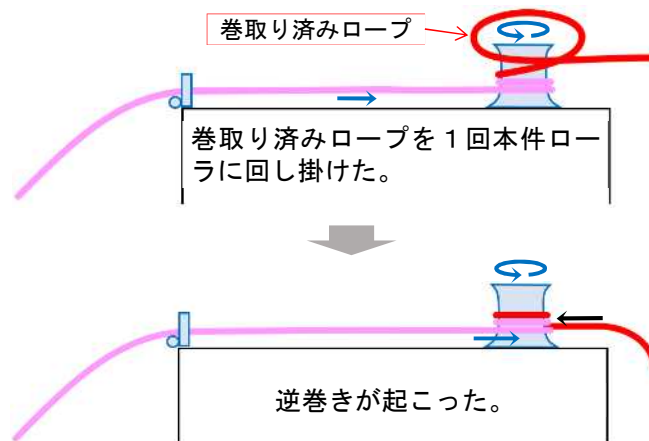 巻取り済みロープ
巻取り済みロープを１回本件ロー
ラに回し掛けた。
逆巻きが起こった。